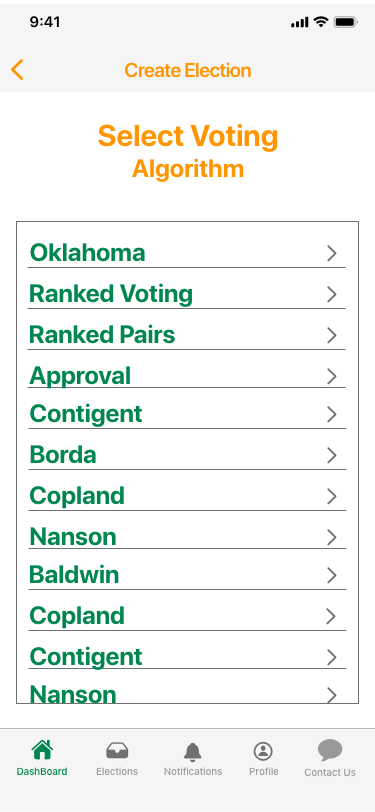 9:41
Create Election
Select Voting
Algorithm
Oklahoma
Ranked Voting
Ranked Pairs
Approval
Contigent
Borda
Copland
Nanson
Baldwin
Copland
Contigent
Nanson
DashBoard
Elections
Notifications
Profile
Contact Us